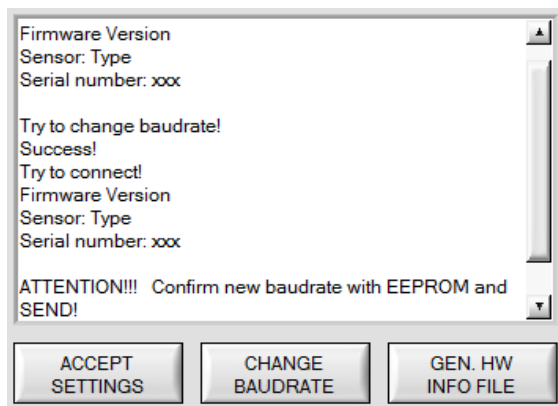 Firmware Version
Sensor: Type
Serial number: xxx
Try to change baudrate!
Success!
Try to connect!
Firmware Version
Sensor: Type
Serial number: xxx
ATTENTION!!!   Confirm new baudrate with EEPROM and
SEND!
ACCEPT
SETTINGS
CHANGE
BAUDRATE
GEN. HW
INFO FILE